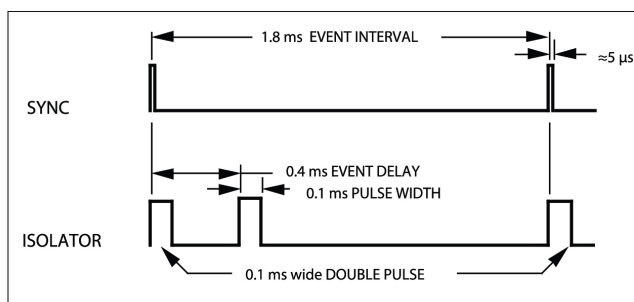 1.8 ms EVENT INTERVAL
≈5 µs
SYNC
0.4 ms EVENT DELAY
0.1 ms PULSE WIDTH
ISOLATOR
0.1 ms wide DOUBLE PULSE